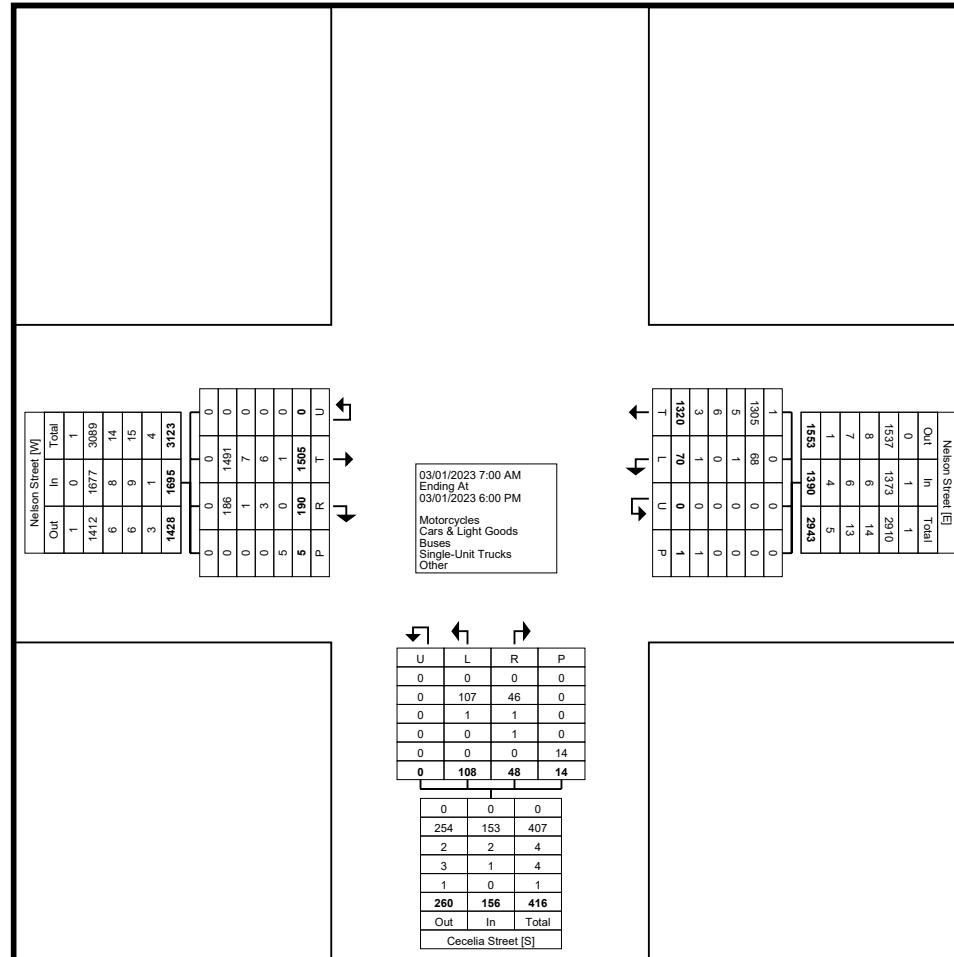 3123 1695 1428
4 1 3
15 9 6
14 8 6
3089 1677 1412
1 0 1
Total In Out
Nelson Street [W]
U T R P
0 1505 190 5
0 1 0 5
0 6 3 0
0 7 1 0
0 1491 186 0
0 0 0 0
03/01/2023 7:00 AM
Ending At
03/01/2023 6:00 PM
Motorcycles
Cars & Light Goods
Buses
Single-Unit Trucks
Other
1 0 0 0
1305 68 0 0
5 1 0 0
6 0 0 0
3 1 0 1
1320 70 0 1
T L U P
Nelson Street [E]
Out In Total
0 1 1
1537 1373 2910
8 6 14
7 6 13
1 4 5
1553 1390 2943
U L R P
0 0 0 0
0 107 46 0
0 1 1 0
0 0 1 0
0 0 0 14
0 108 48 14
0 0 0
254 153 407
2 2 4
3 1 4
1 0 1
260 156 416
Out In Total
Cecelia Street [S]